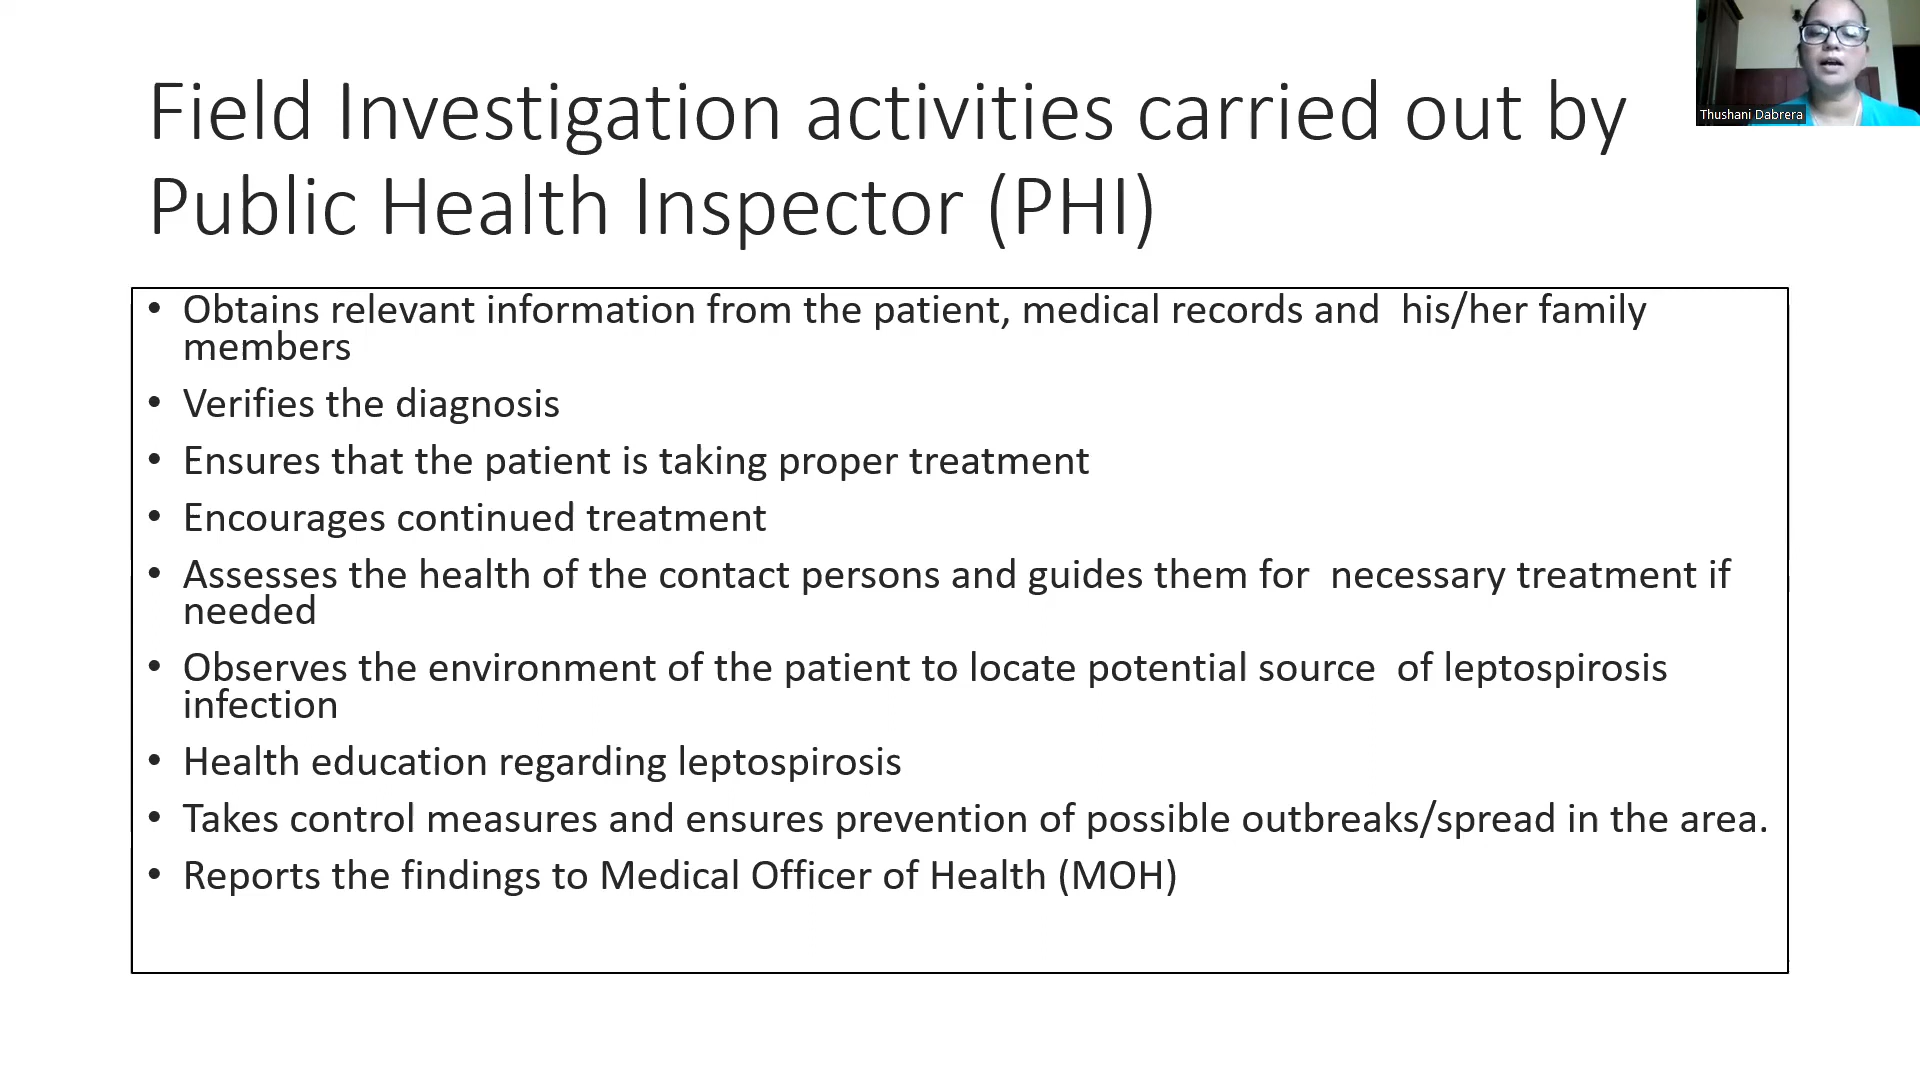 Field Investigation activities carried out by
Public Health Inspector (PHI)
Thushani Dabrera
• Obtains relevant information from the patient, medical records and  his/her family
members
• Verifies the diagnosis
• Ensures that the patient is taking proper treatment
• Encourages continued treatment
• Assesses the health of the contact persons and guides them for  necessary treatment if
needed
• Observes the environment of the patient to locate potential source  of leptospirosis
infection
• Health education regarding leptospirosis
• Takes control measures and ensures prevention of possible outbreaks/spread in the area.
• Reports the findings to Medical Officer of Health (MOH)